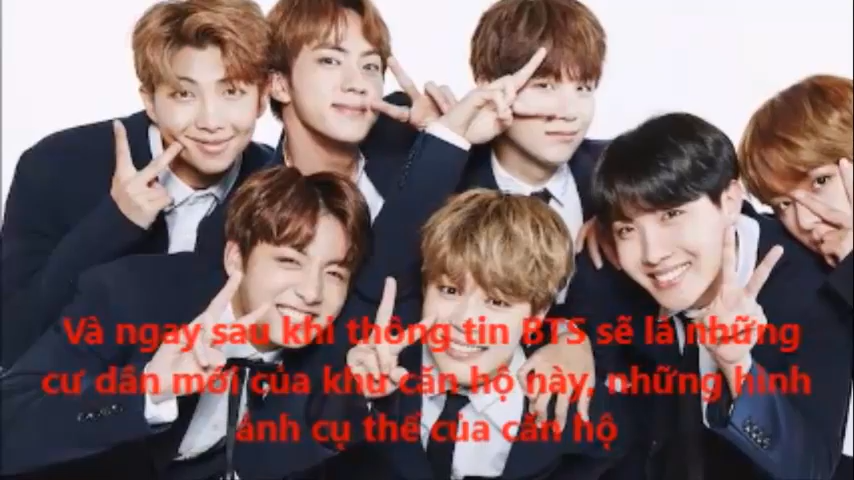 Và ngay sau khi thông tin BTS sẽ là những
cư dân mới của khu căn hộ này, những hình
ảnh cụ thể của căn hộ